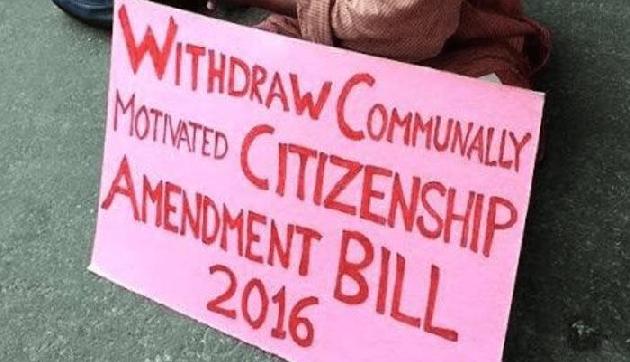 WITHDRAW COMMUNALLY
MOTIVATED CITIZENSHIP
AMENDMENT BILL
2016